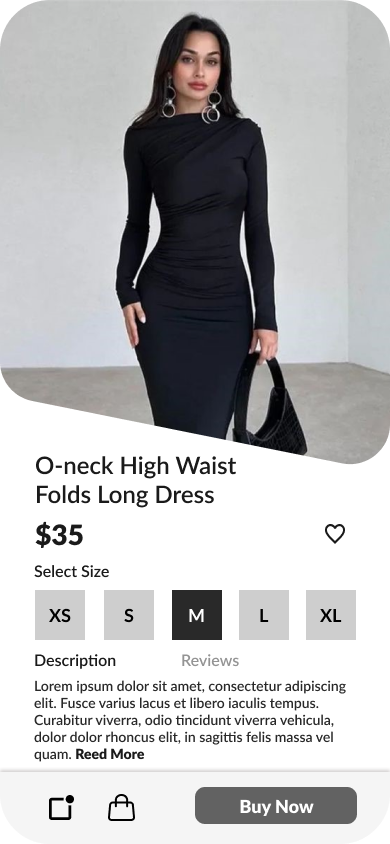 O-neck High Waist
Folds Long Dress
$35
Select Size
XS S M L XL
Description Reviews
Lorem ipsum dolor sit amet, consectetur adipiscing
elit. Fusce varius lacus et libero iaculis tempus.
Curabitur viverra, odio tincidunt viverra vehicula,
dolor dolor rhoncus elit, in sagittis felis massa vel
quam. Reed More
Buy Now